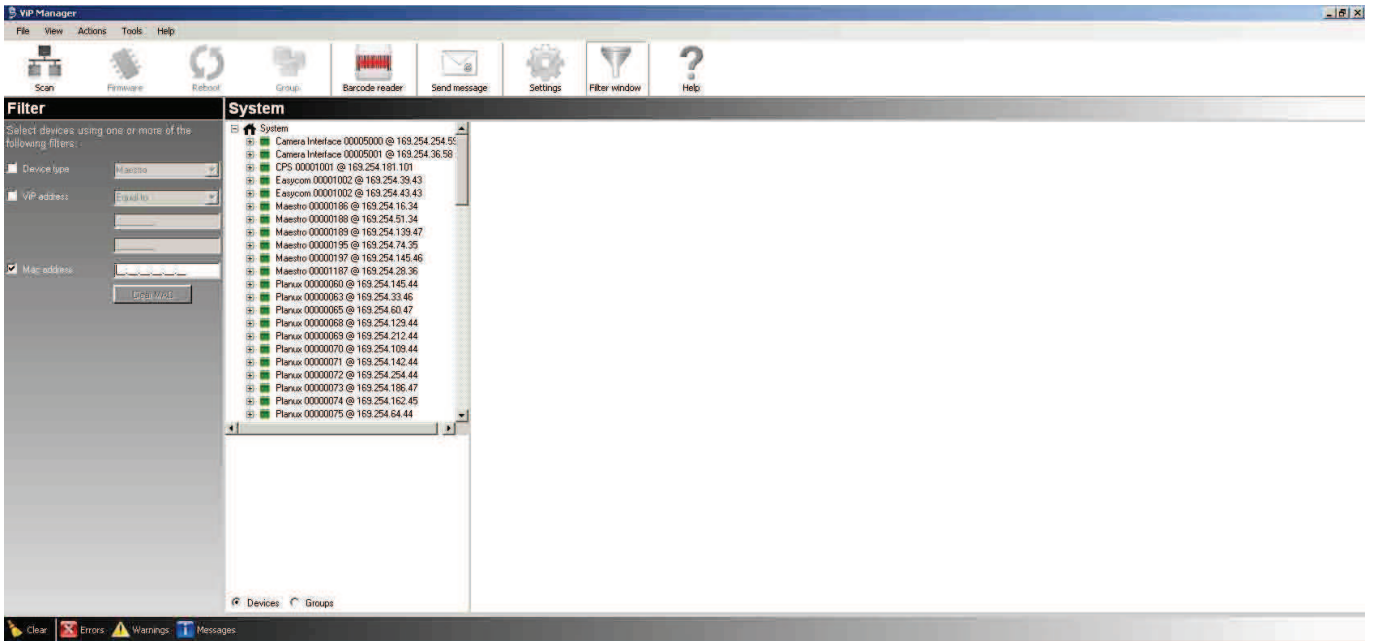 ViP Manager
File View Actions Tools Help
Scan Firmware Reboot Group Barcode reader Send message Settings Filter window Help
Filter
System
Select devices using one or more of the
following filters:
Device type Maestro
ViP address Equal to
Mac address
Clear MAC
System
Camera Interface 00005000 @ 169.254.254.59
Camera Interface 00005001 @ 169.254.36.58
CPS 00001001 @ 169.254.181.101
Easycom 00001002 @ 169.254.39.43
Easycom 00001002 @ 169.254.43.43
Maestro 00000186 @ 169.254.16.34
Maestro 00000188 @ 169.254.51.34
Maestro 00000189 @ 169.254.139.47
Maestro 00000195 @ 169.254.74.35
Maestro 00000197 @ 169.254.145.46
Maestro 00001187 @ 169.254.28.36
Planux 00000060 @ 169.254.145.44
Planux 00000063 @ 169.254.33.46
Planux 00000065 @ 169.254.60.47
Planux 00000068 @ 169.254.129.44
Planux 00000069 @ 169.254.212.44
Planux 00000070 @ 169.254.109.44
Planux 00000071 @ 169.254.142.44
Planux 00000072 @ 169.254.254.44
Planux 00000073 @ 169.254.186.47
Planux 00000074 @ 169.254.162.45
Planux 00000075 @ 169.254.64.44
Devices Groups
Clear Errors Warnings Messages